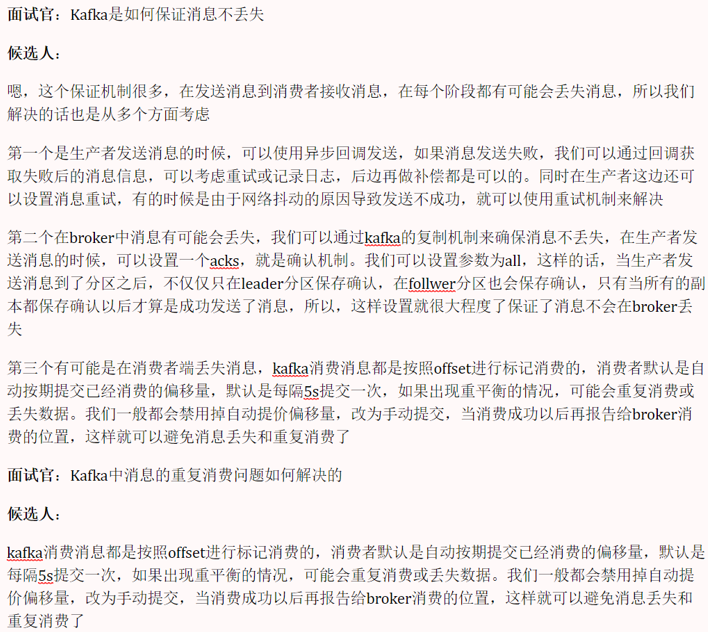 面试官：Kafka是如何保证消息不丢失
候选人：
嗯，这个保证机制很多，在发送消息到消费者接收消息，在每个阶段都有可能会丢失消息，所以我们
解决的话也是从多个方面考虑
第一个是生产者发送消息的时候，可以使用异步回调发送，如果消息发送失败，我们可以通过回调获
取失败后的消息信息，可以考虑重试或记录日志，后边再做补偿都是可以的。同时在生产者这边还可
以设置消息重试，有的时候是由于网络抖动的原因导致发送不成功，就可以使用重试机制来解决
第二个在broker中消息有可能会丢失，我们可以通过kafka的复制机制来确保消息不丢失，在生产者发
送消息的时候，可以设置一个acks，就是确认机制。我们可以设置参数为all，这样的话，当生产者发
送消息到了分区之后，不仅仅只在leader分区保存确认，在follwer分区也会保存确认，只有当所有的副
本都保存确认以后才算是成功发送了消息，所以，这样设置就很大程度了保证了消息不会在broker丢
失
第三个有可能是在消费者端丢失消息，kafka消费消息都是按照offset进行标记消费的，消费者默认是自
动按期提交已经消费的偏移量，默认是每隔5s提交一次，如果出现重平衡的情况，可能会重复消费或
丢失数据。我们一般都会禁用掉自动提价偏移量，改为手动提交，当消费成功以后再报告给broker消
费的位置，这样就可以避免消息丢失和重复消费了
面试官：Kafka中消息的重复消费问题如何解决的
候选人：
kafka消费消息都是按照offset进行标记消费的，消费者默认是自动按期提交已经消费的偏移量，默认是
每隔5s提交一次，如果出现重平衡的情况，可能会重复消费或丢失数据。我们一般都会禁用掉自动提
价偏移量，改为手动提交，当消费成功以后再报告给broker消费的位置，这样就可以避免消息丢失和
重复消费了